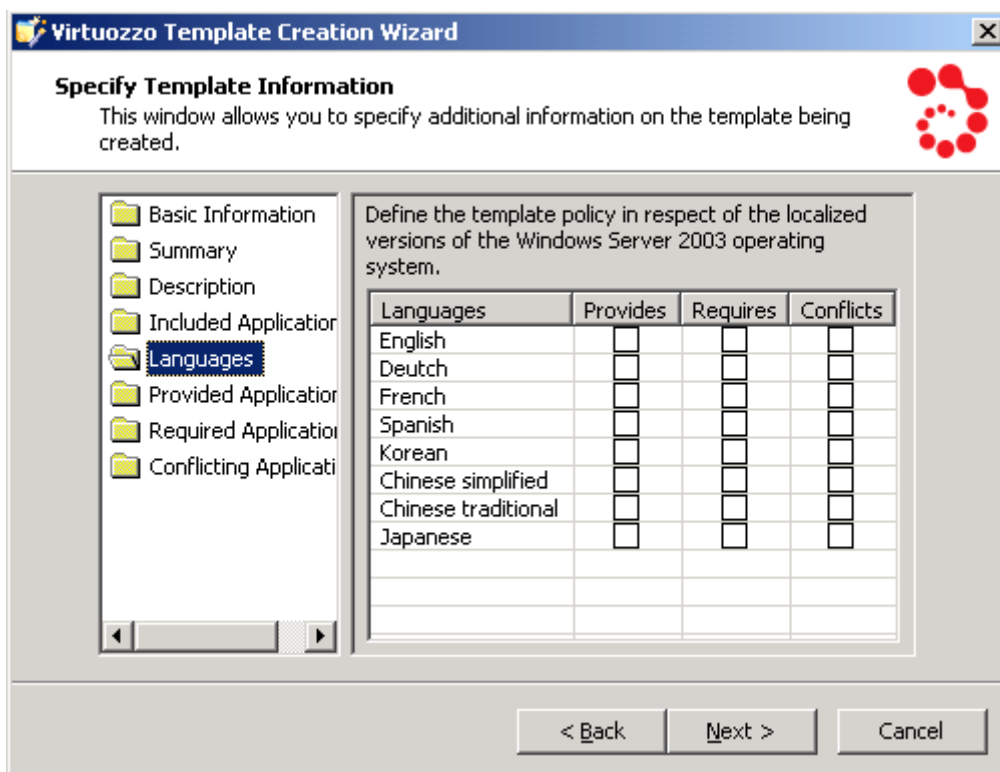 Virtuozzo Template Creation Wizard
Specify Template Information
This window allows you to specify additional information on the template being
created.
Basic Information
Summary
Description
Included Application
Languages
Provided Application
Required Applicatio
Conflicting Applicati
Define the template policy in respect of the localized
versions of the Windows Server 2003 operating
system.
Languages Provides Requires Conflicts
English
Deutch
French
Spanish
Korean
Chinese simplified
Chinese traditional
Japanese
< Back Next > Cancel